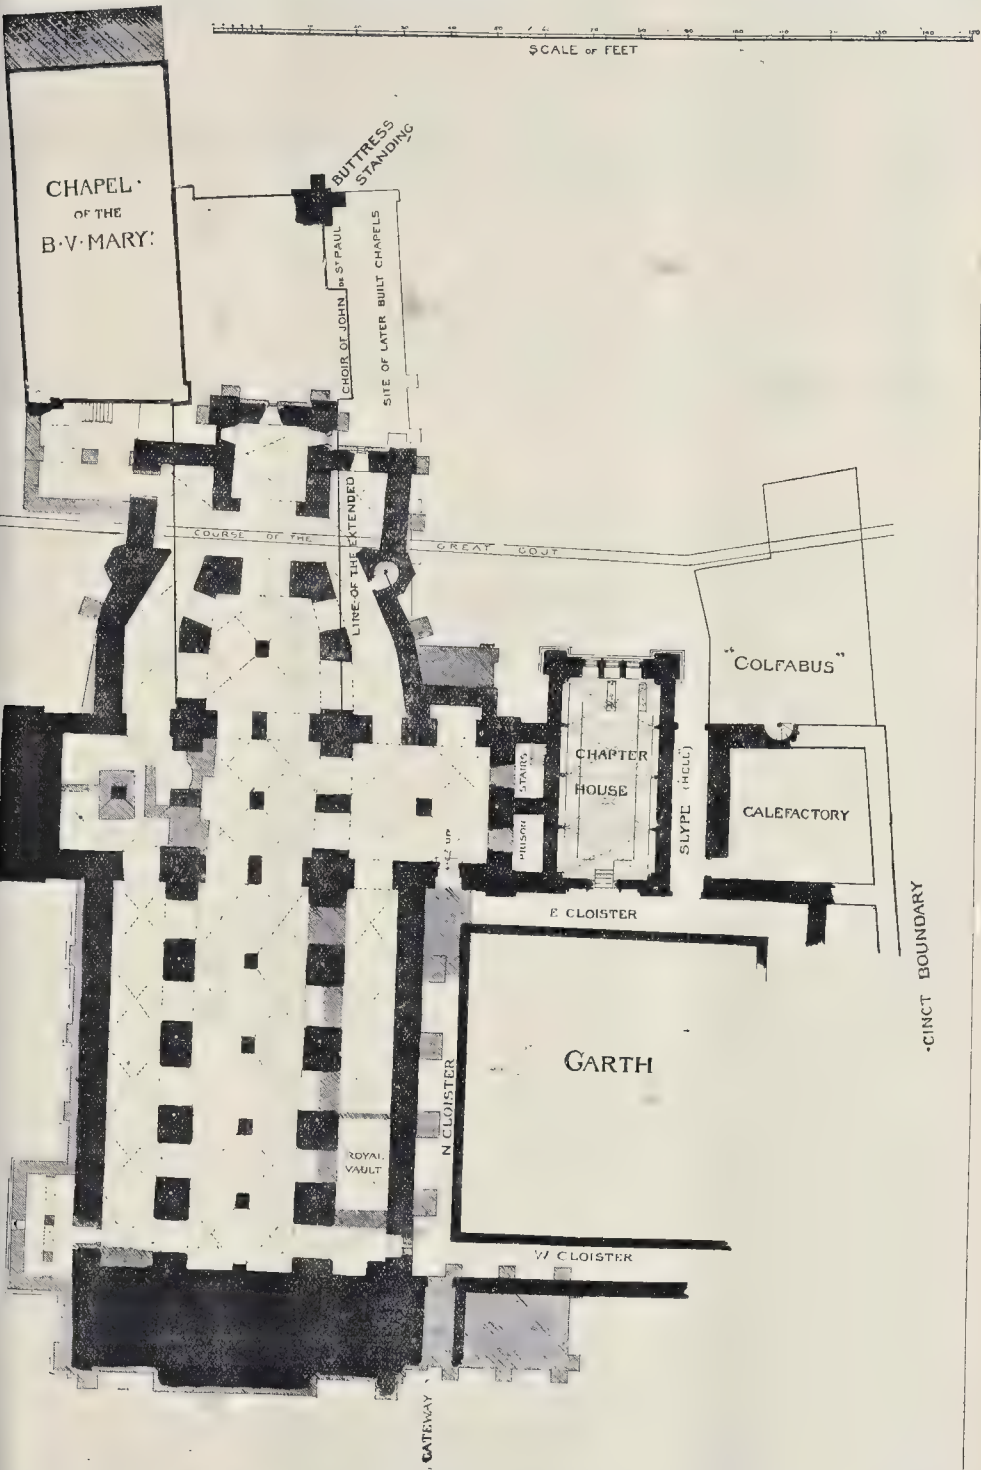 SCALE OF FEET
BUTTRESS
STANDING
CHAPEL·
OF THE
B·V·MARY:
CHOIR OF JOHN DE ST PAUL
SITE OF LATER BUILT CHAPELS
LINE OF THE EXTENDED
COURSE OF THE GREAT GOUT
"COLFABUS"
STAIRS
PRISON
CHAPTER
HOUSE
SLYPE (HELL)
CALEFACTORY
E CLOISTER
·CINCT BOUNDARY
GARTH
N CLOISTER
ROYAL
VAULT
W CLOISTER
GATEWAY